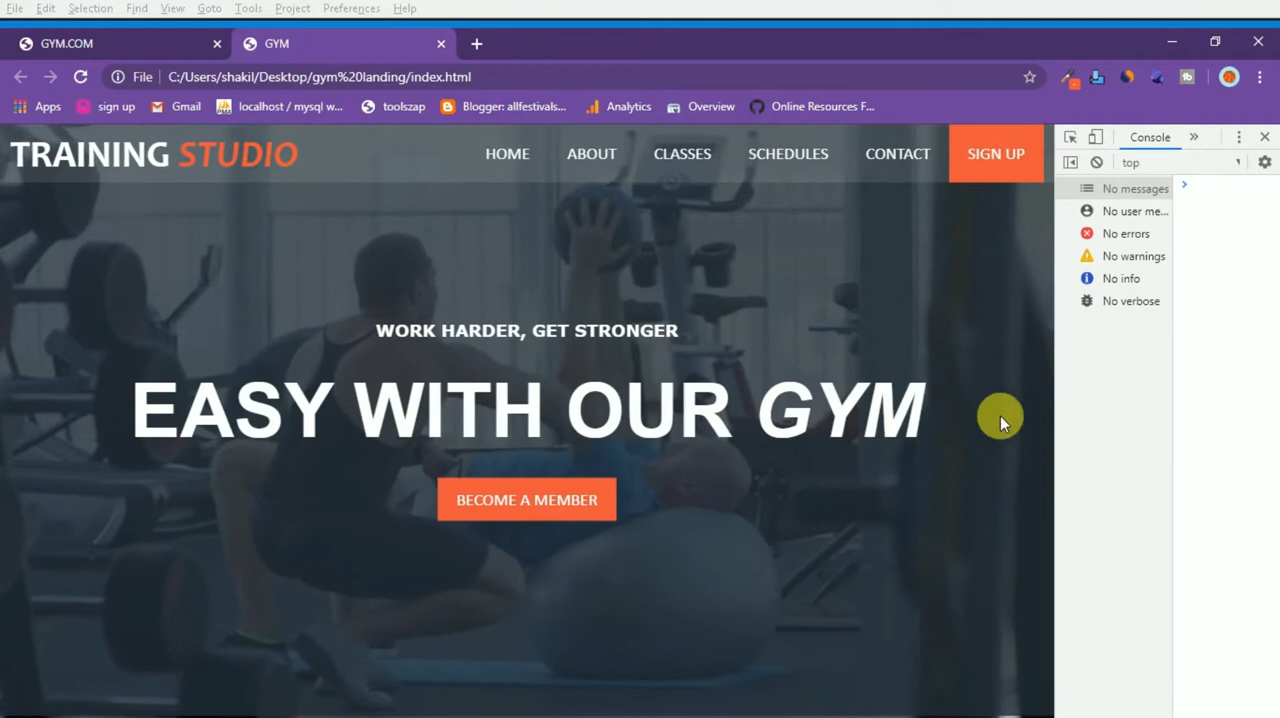 File Edit Selection Find View Goto Tools Project Preferences Help
GYM.COM GYM
File C:/Users/shakil/Desktop/gym%20landing/index.html
Apps sign up Gmail localhost / mysql w... toolszap Blogger: allfestivals... Analytics Overview Online Resources F...
TRAINING STUDIO HOME ABOUT CLASSES SCHEDULES CONTACT SIGN UP
WORK HARDER, GET STRONGER
EASY WITH OUR GYM
BECOME A MEMBER
Console
top
No messages
No user me...
No errors
No warnings
No info
No verbose